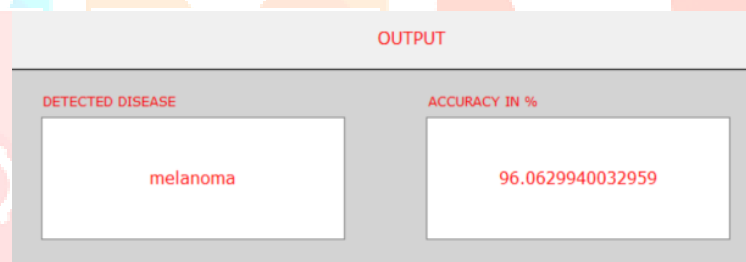 OUTPUT
DETECTED DISEASE
ACCURACY IN %
melanoma
96.0629940032959